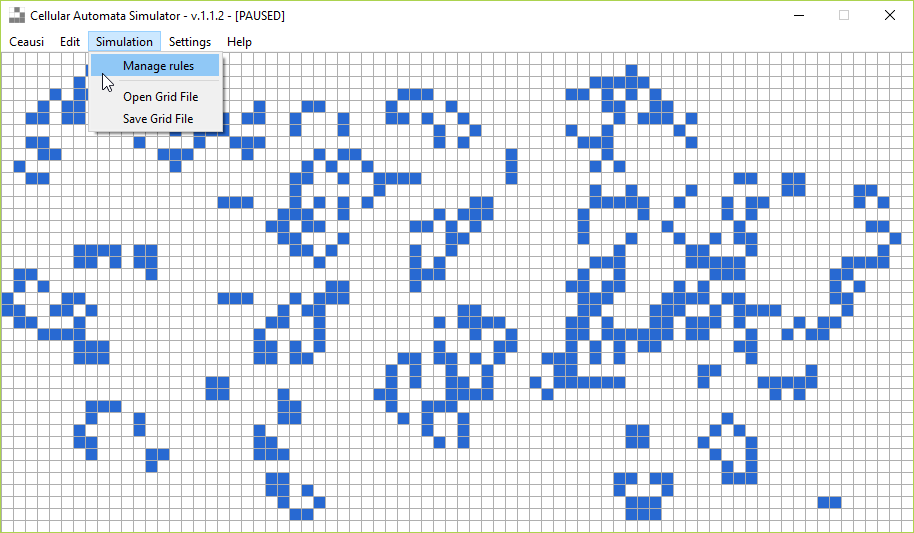 Cellular Automata Simulator - v.1.1.2 - [PAUSED]
Ceausi Edit Simulation Settings Help
Manage rules
Open Grid File
Save Grid File